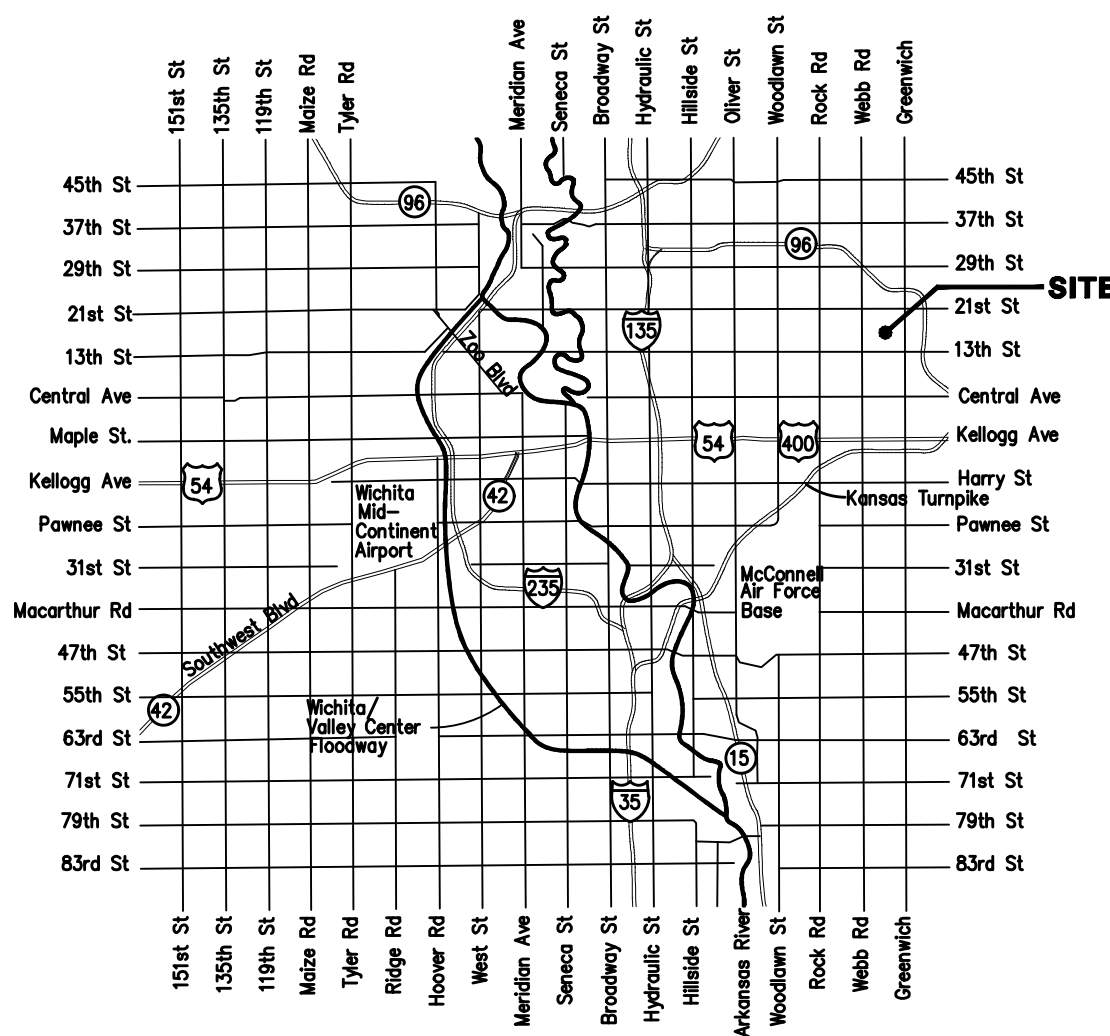 151st St
135th St
119th St
Maize Rd
Tyler Rd
Meridian Ave
Seneca St
Broadway St
Hydraulic St
Hillside St
Oliver St
Woodlawn St
Rock Rd
Webb Rd
Greenwich
45th St
37th St
29th St
21st St
13th St
Central Ave
Maple St.
Kellogg Ave
Pawnee St
31st St
Macarthur Rd
47th St
55th St
63rd St
71st St
79th St
83rd St
96
96
SITE
135
Zoo Blvd
54
400
54
42
Wichita
Mid-
Continent
Airport
Kansas Turnpike
235
McConnell
Air Force
Base
Southwest Blvd
42
Wichita/
Valley Center
Floodway
15
35
45th St
37th St
29th St
21st St
13th St
Central Ave
Kellogg Ave
Harry St
Pawnee St
31st St
Macarthur Rd
47th St
55th St
63rd St
71st St
79th St
83rd St
151st St
135th St
119th St
Maize Rd
Tyler Rd
Ridge Rd
Hoover Rd
West St
Meridian Ave
Seneca St
Broadway St
Hydraulic St
Hillside St
Arkansas River
Woodlawn St
Rock Rd
Webb Rd
Greenwich